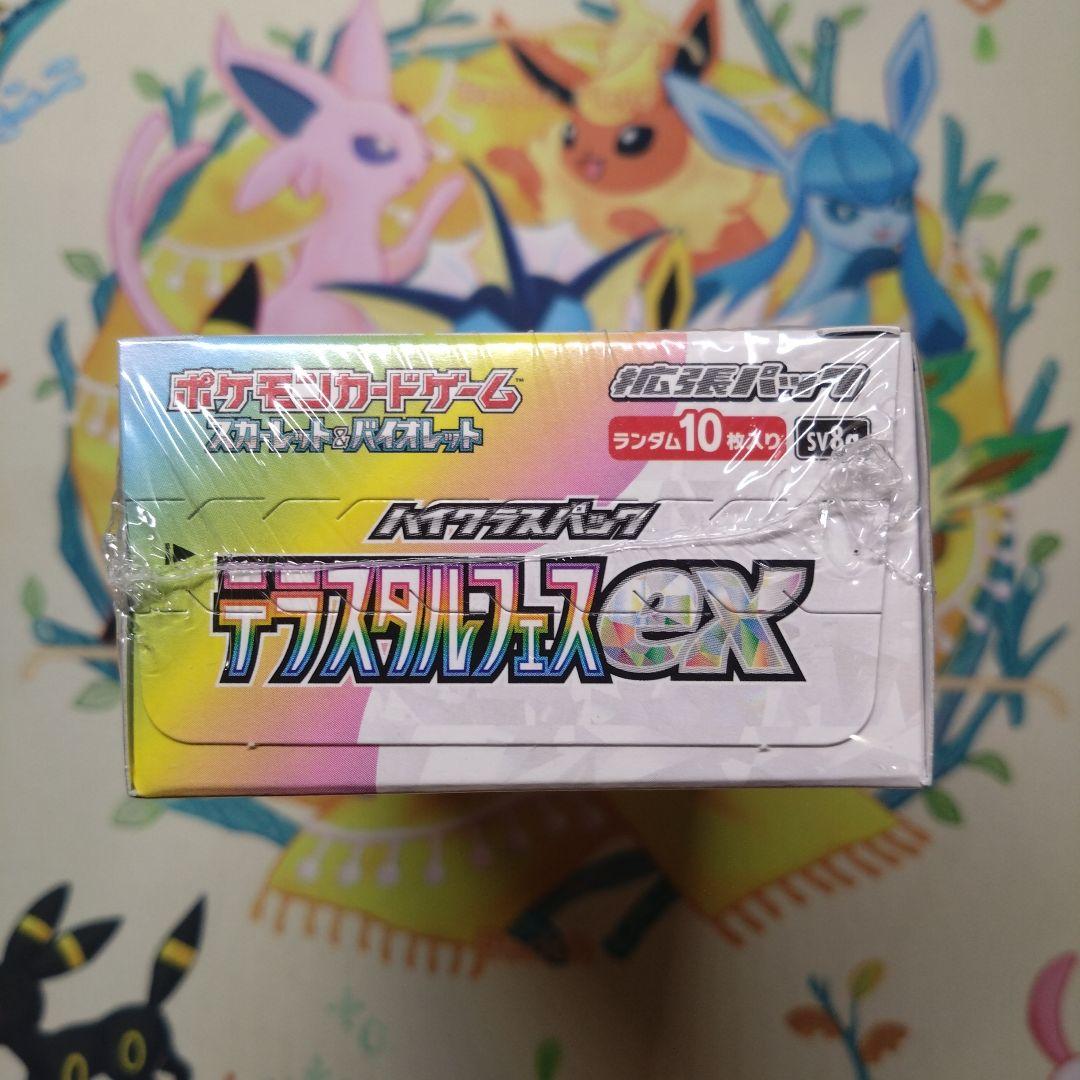 ポケモンカードゲーム™
スカーレット&バイオレット
拡張パック
ランダム10枚入り
sv8a
ハイクラスパック
テラスタルフェスex